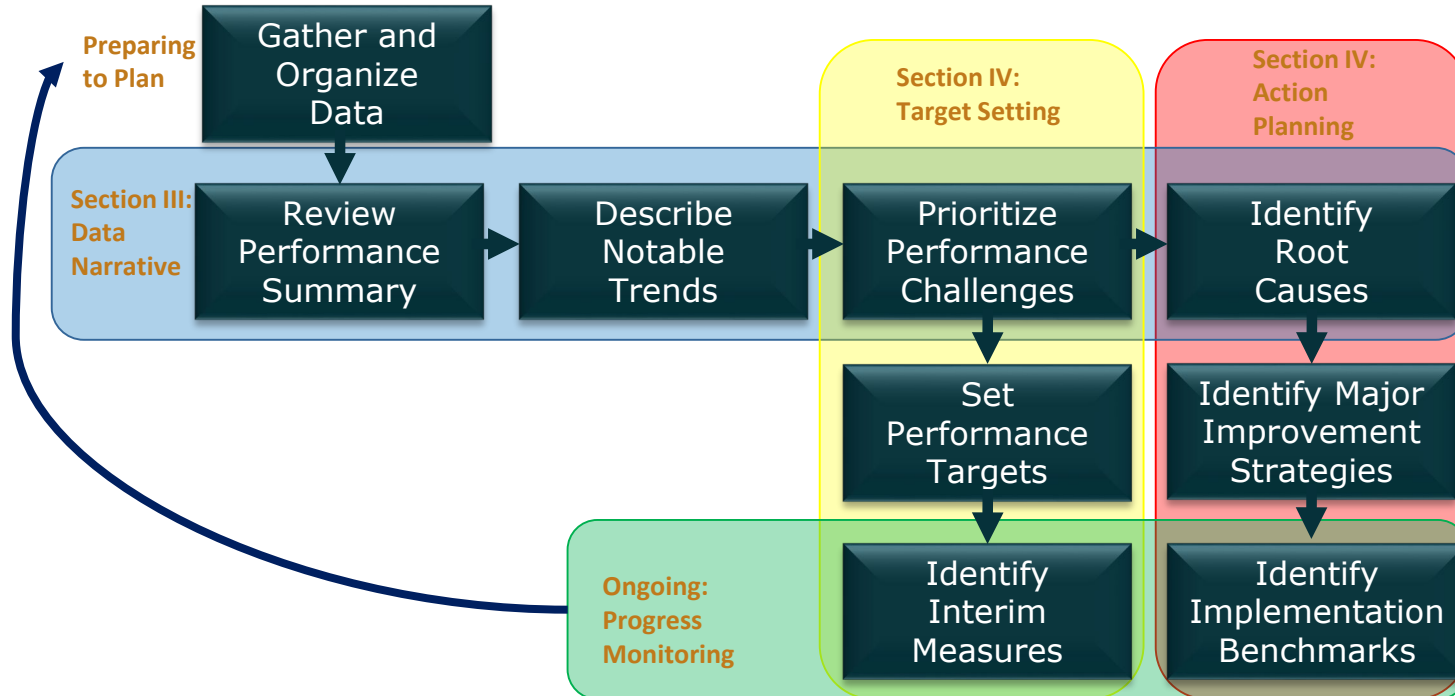 Preparing
to Plan
Gather and
Organize
Data
Section IV:
Target Setting
Section IV:
Action
Planning
Section III:
Data
Narrative
Review
Performance
Summary
Describe
Notable
Trends
Prioritize
Performance
Challenges
Identify
Root
Causes
Set
Performance
Targets
Identify Major
Improvement
Strategies
Ongoing:
Progress
Monitoring
Identify
Interim
Measures
Identify
Implementation
Benchmarks